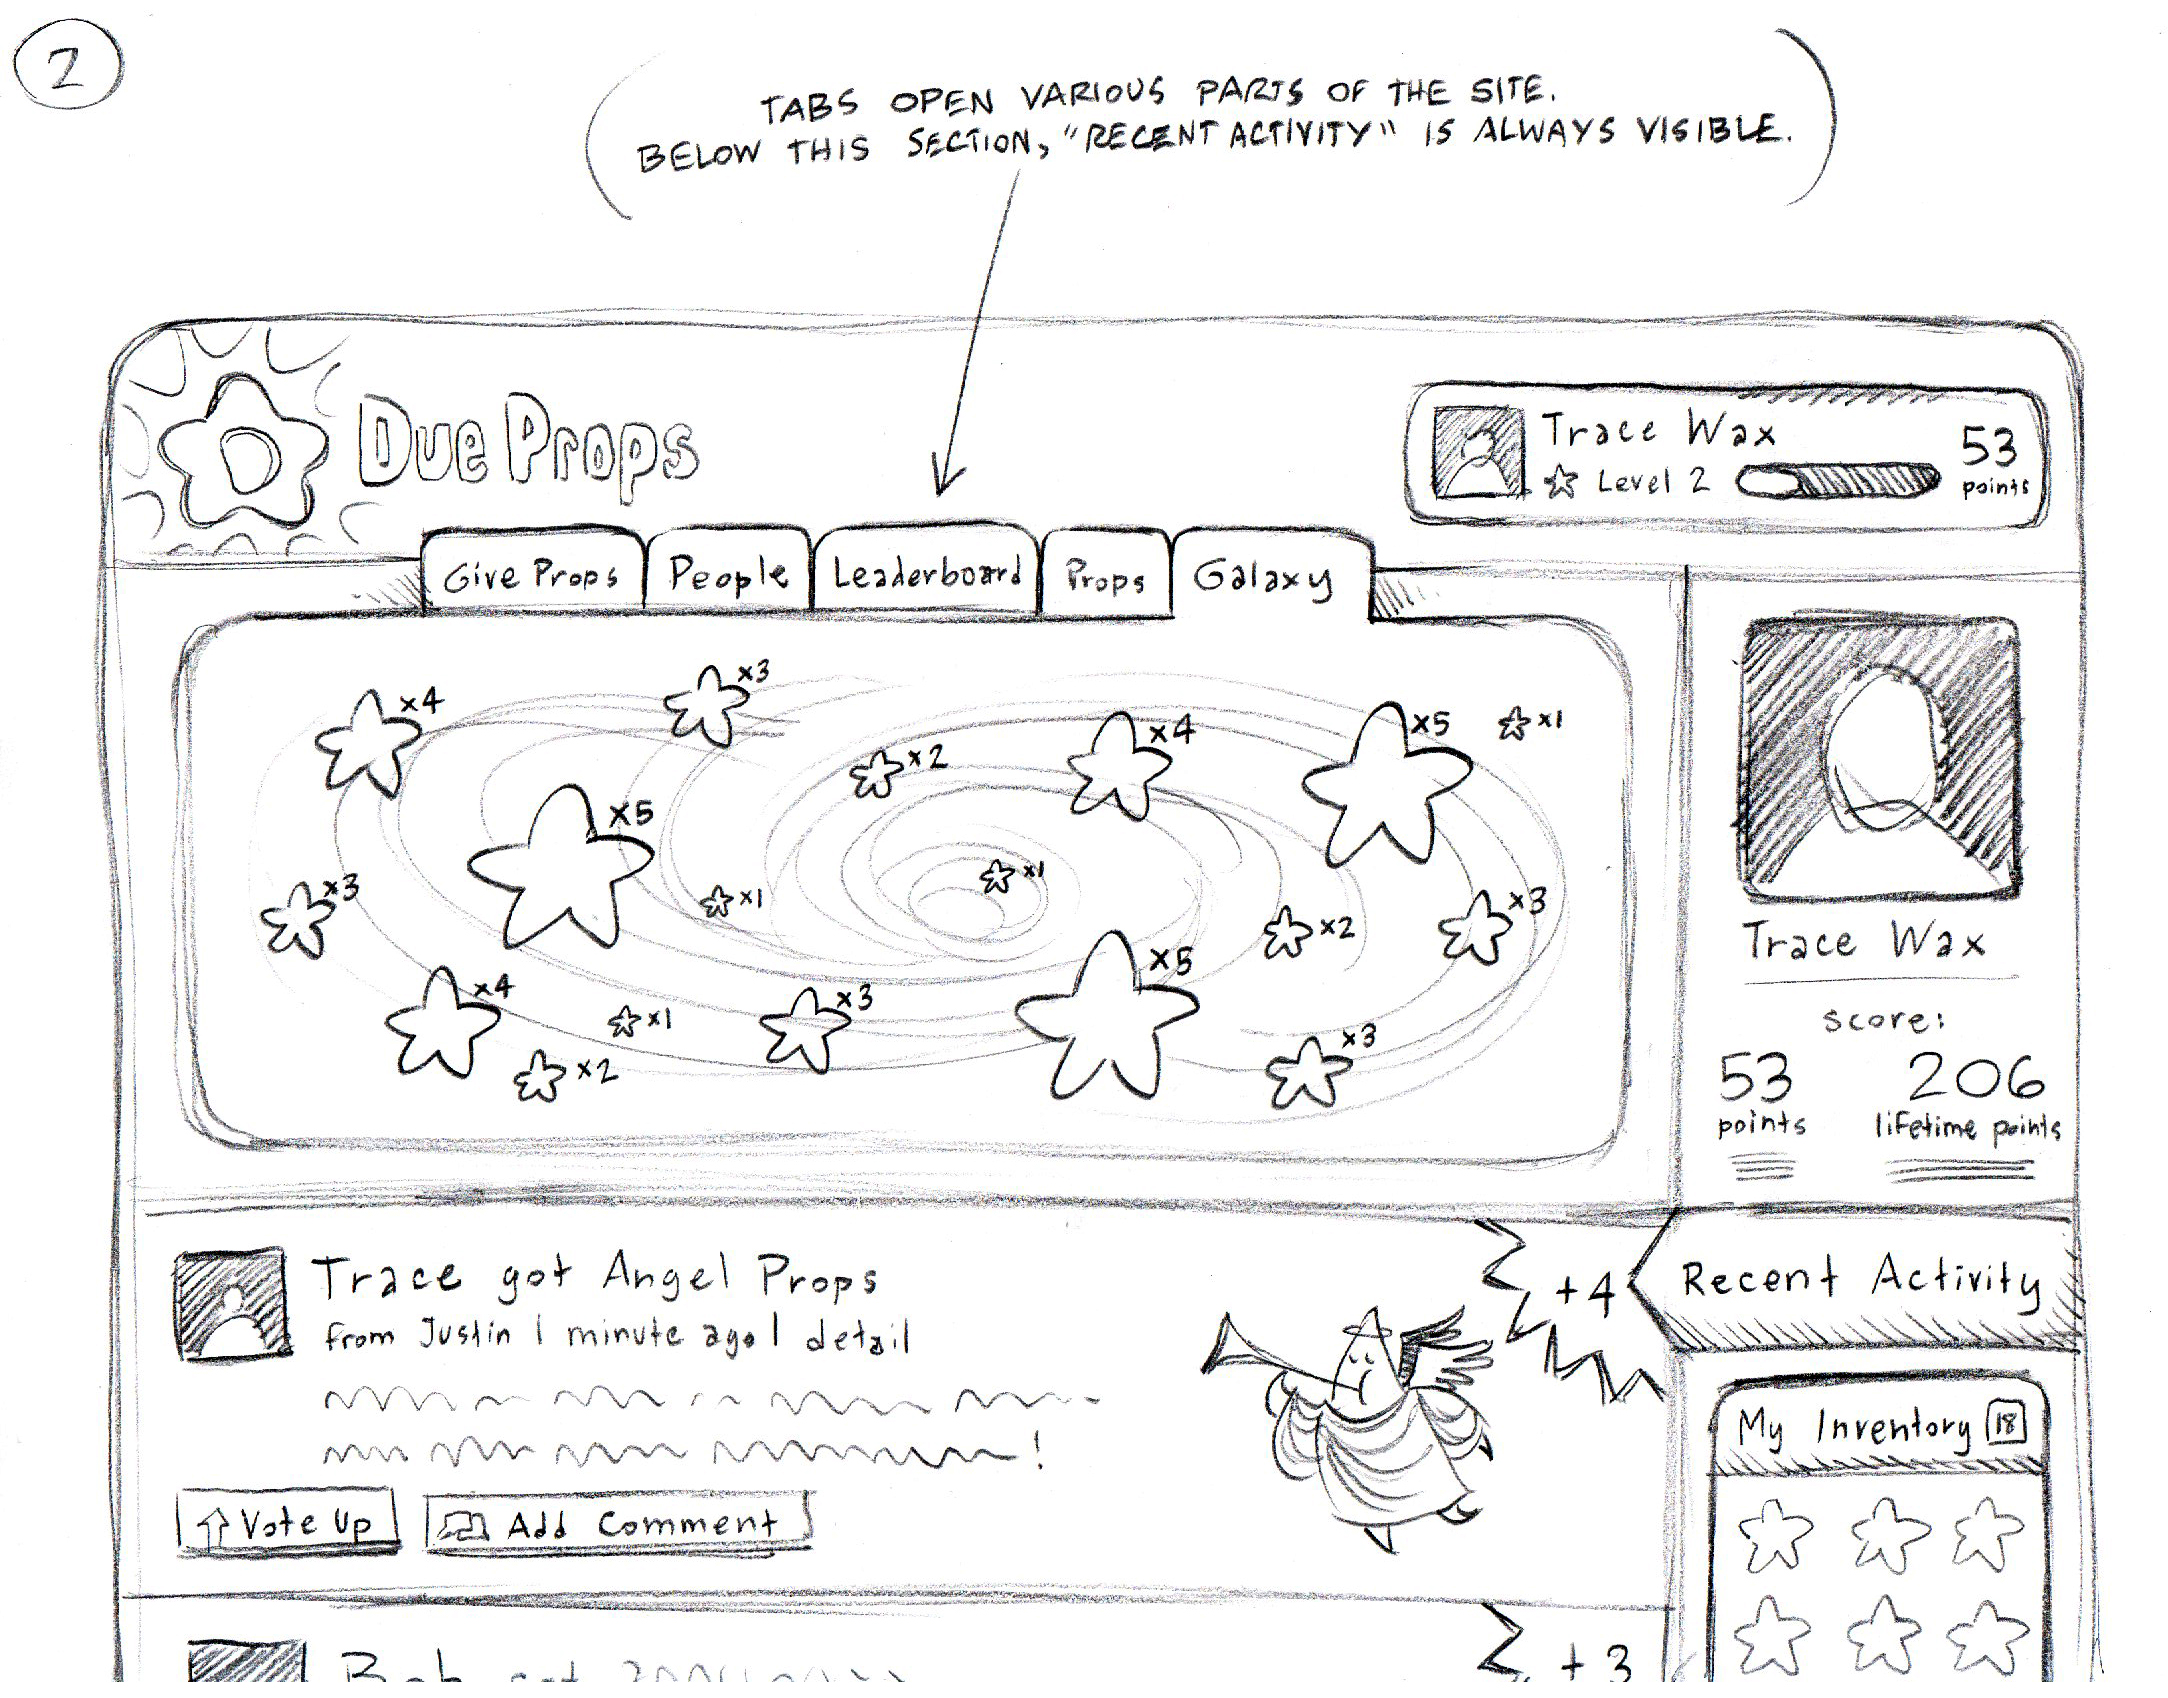 2
TABS OPEN VARIOUS PARTS OF THE SITE.
BELOW THIS SECTION, "RECENT ACTIVITY" IS ALWAYS VISIBLE.
Due Props
Trace Wax
Level 2
53
points
Give Props
People
Leaderboard
Props
Galaxy
x4
x3
x2
x4
x5
x1
x5
x3
x1
x1
x2
x3
x4
x1
x2
x3
x5
x3
Trace Wax
score:
53
points
206
lifetime points
Trace got Angel Props
from Justin | minute ago | detail
!
Vote Up
Add Comment
+4
Recent Activity
My Inventory 18
Bob got
+3